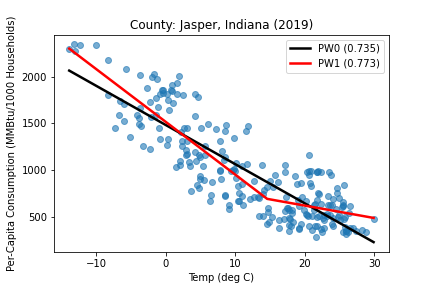 County: Jasper, Indiana (2019)
PW0 (0.735)
PW1 (0.773)
Per-Capita Consumption (MMBtu/1000 Households)
2000
1500
1000
500
−10
0
10
20
30
Temp (deg C)